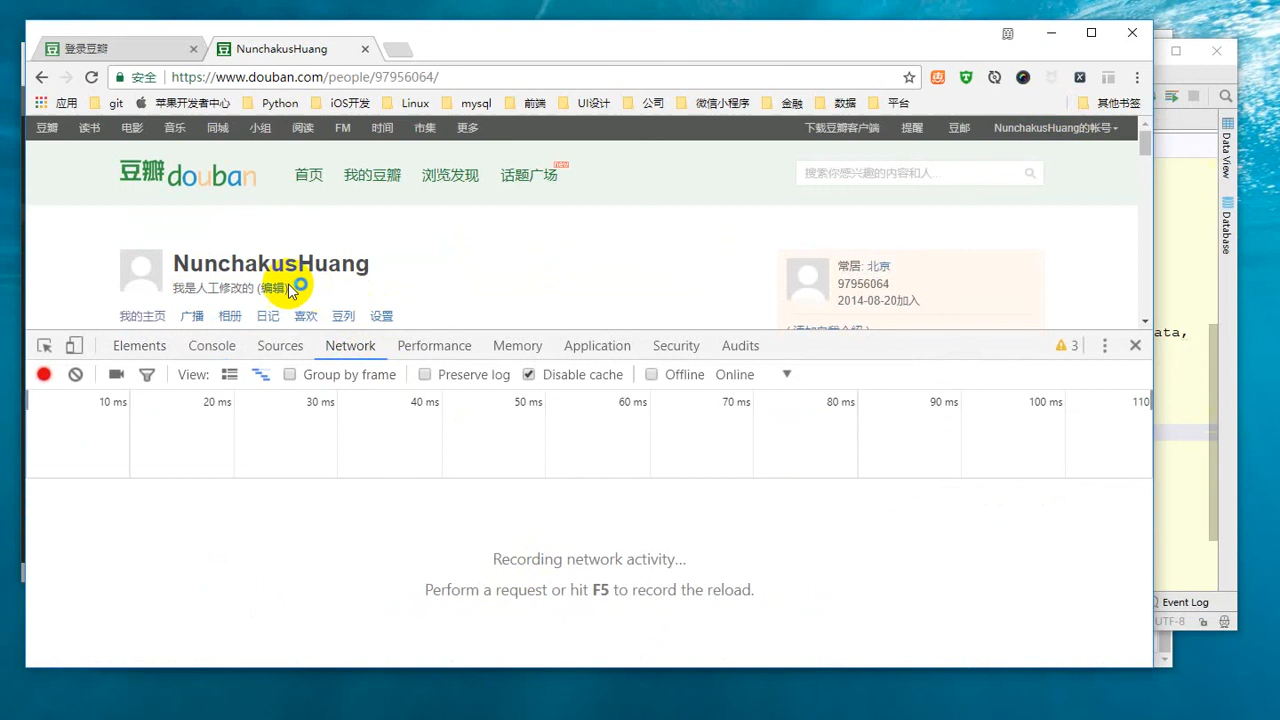 登录豆瓣
NunchakusHuang
安全 https://www.douban.com/people/97956064/
应用 git 苹果开发者中心 Python iOS开发 Linux mysql 前端 UI设计 公司 微信小程序 金融 数据 平台 其他书签
豆瓣 读书 电影 音乐 同城 小组 阅读 FM 时间 市集 更多 下载豆瓣客户端 提醒 豆邮 NunchakusHuang的帐号
豆瓣douban 首页 我的豆瓣 浏览发现 话题广场 new 搜索你感兴趣的内容和人...
NunchakusHuang
我是人工修改的 (编辑)
我的主页 广播 相册 日记 喜欢 豆列 设置
常居: 北京
97956064
2014-08-20加入
Elements Console Sources Network Performance Memory Application Security Audits 3
View: Group by frame Preserve log Disable cache Offline Online
10 ms 20 ms 30 ms 40 ms 50 ms 60 ms 70 ms 80 ms 90 ms 100 ms 110
Recording network activity...
Perform a request or hit F5 to record the reload.
Data View
Database
ata,
Event Log
UTF-8